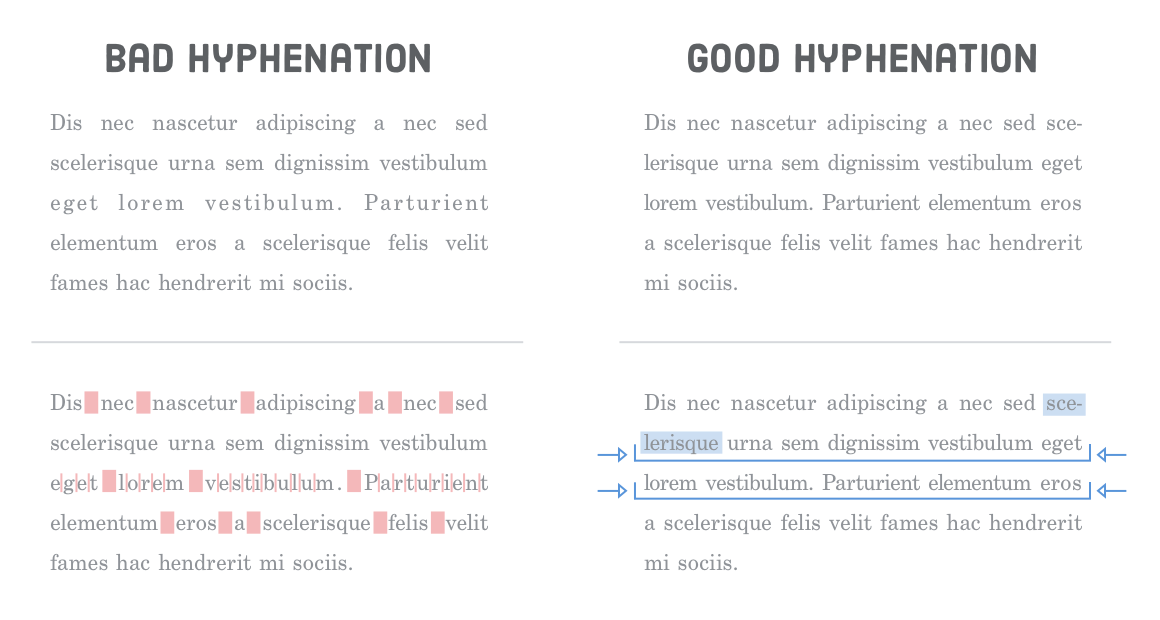 BAD HYPHENATION
Dis nec nascetur adipiscing a nec sed
scelerisque urna sem dignissim vestibulum
eget lorem vestibulum. Parturient
elementum eros a scelerisque felis velit
fames hac hendrerit mi sociis.
Dis nec nascetur adipiscing a nec sed
scelerisque urna sem dignissim vestibulum
eget lorem vestibulum. Parturient
elementum eros a scelerisque felis velit
fames hac hendrerit mi sociis.
GOOD HYPHENATION
Dis nec nascetur adipiscing a nec sed sce-
lerisque urna sem dignissim vestibulum eget
lorem vestibulum. Parturient elementum eros
a scelerisque felis velit fames hac hendrerit
mi sociis.
Dis nec nascetur adipiscing a nec sed sce-
lerisque urna sem dignissim vestibulum eget
lorem vestibulum. Parturient elementum eros
a scelerisque felis velit fames hac hendrerit
mi sociis.